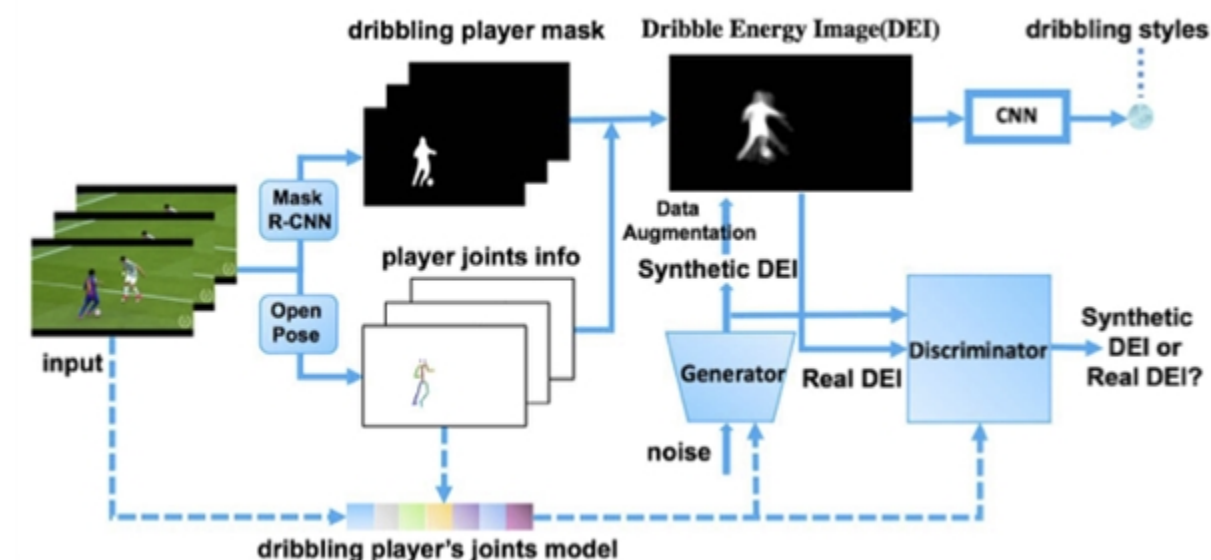 dribbling player mask
Dribble Energy Image(DEI)
dribbling styles
CNN
Mask
R-CNN
Data
Augmentation
player joints info
Synthetic DEI
Open
Pose
input
Generator
Real DEI
Discriminator
Synthetic
DEI or
Real DEI?
noise
dribbling player's joints model